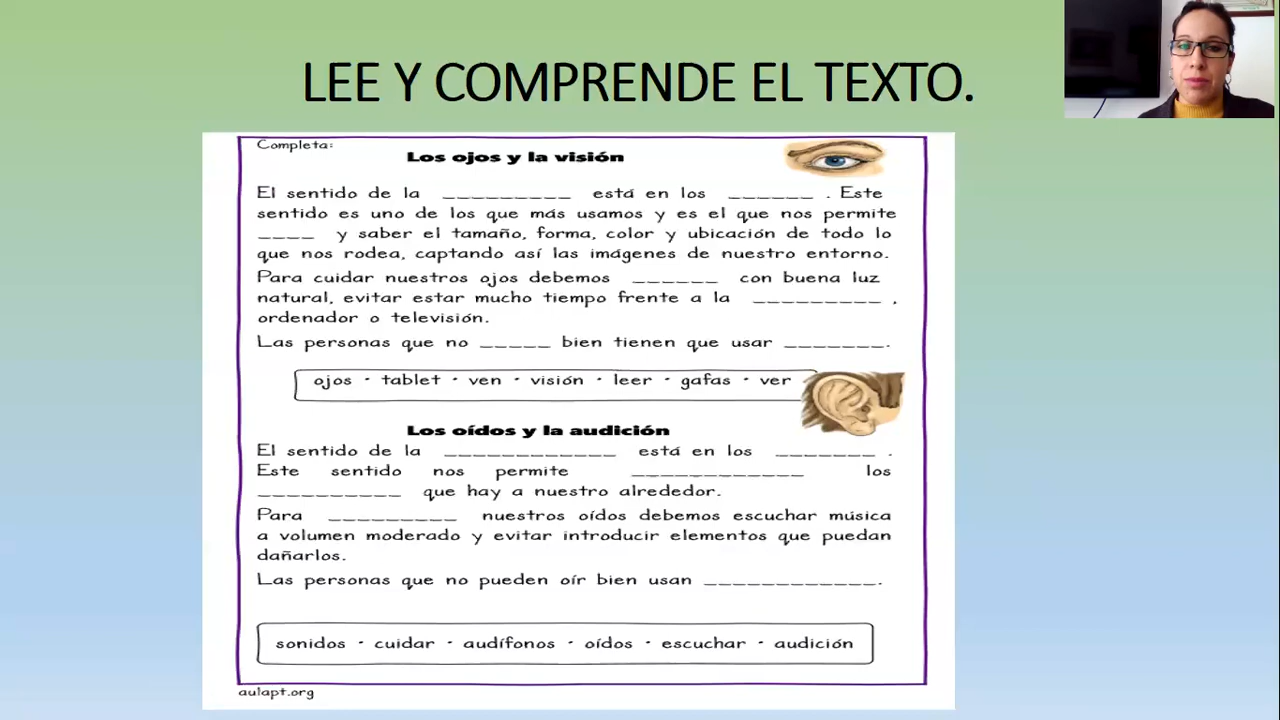 LEE Y COMPRENDE EL TEXTO.
Completa:
Los ojos y la visión
El sentido de la _________ está en los ______ . Este
sentido es uno de los que más usamos y es el que nos permite
____ y saber el tamaño, forma, color y ubicación de todo lo
que nos rodea, captando así las imágenes de nuestro entorno.
Para cuidar nuestros ojos debemos ______ con buena luz
natural, evitar estar mucho tiempo frente a la _________ ,
ordenador o televisión.
Las personas que no _____ bien tienen que usar _______.
ojos · tablet · ven · visión · leer · gafas · ver
Los oídos y la audición
El sentido de la ____________ está en los _______ .
Este sentido nos permite ____________ los
__________ que hay a nuestro alrededor.
Para _________ nuestros oídos debemos escuchar música
a volumen moderado y evitar introducir elementos que puedan
dañarlos.
Las personas que no pueden oír bien usan ____________.
sonidos · cuidar · audífonos · oídos · escuchar · audición
aulapt.org